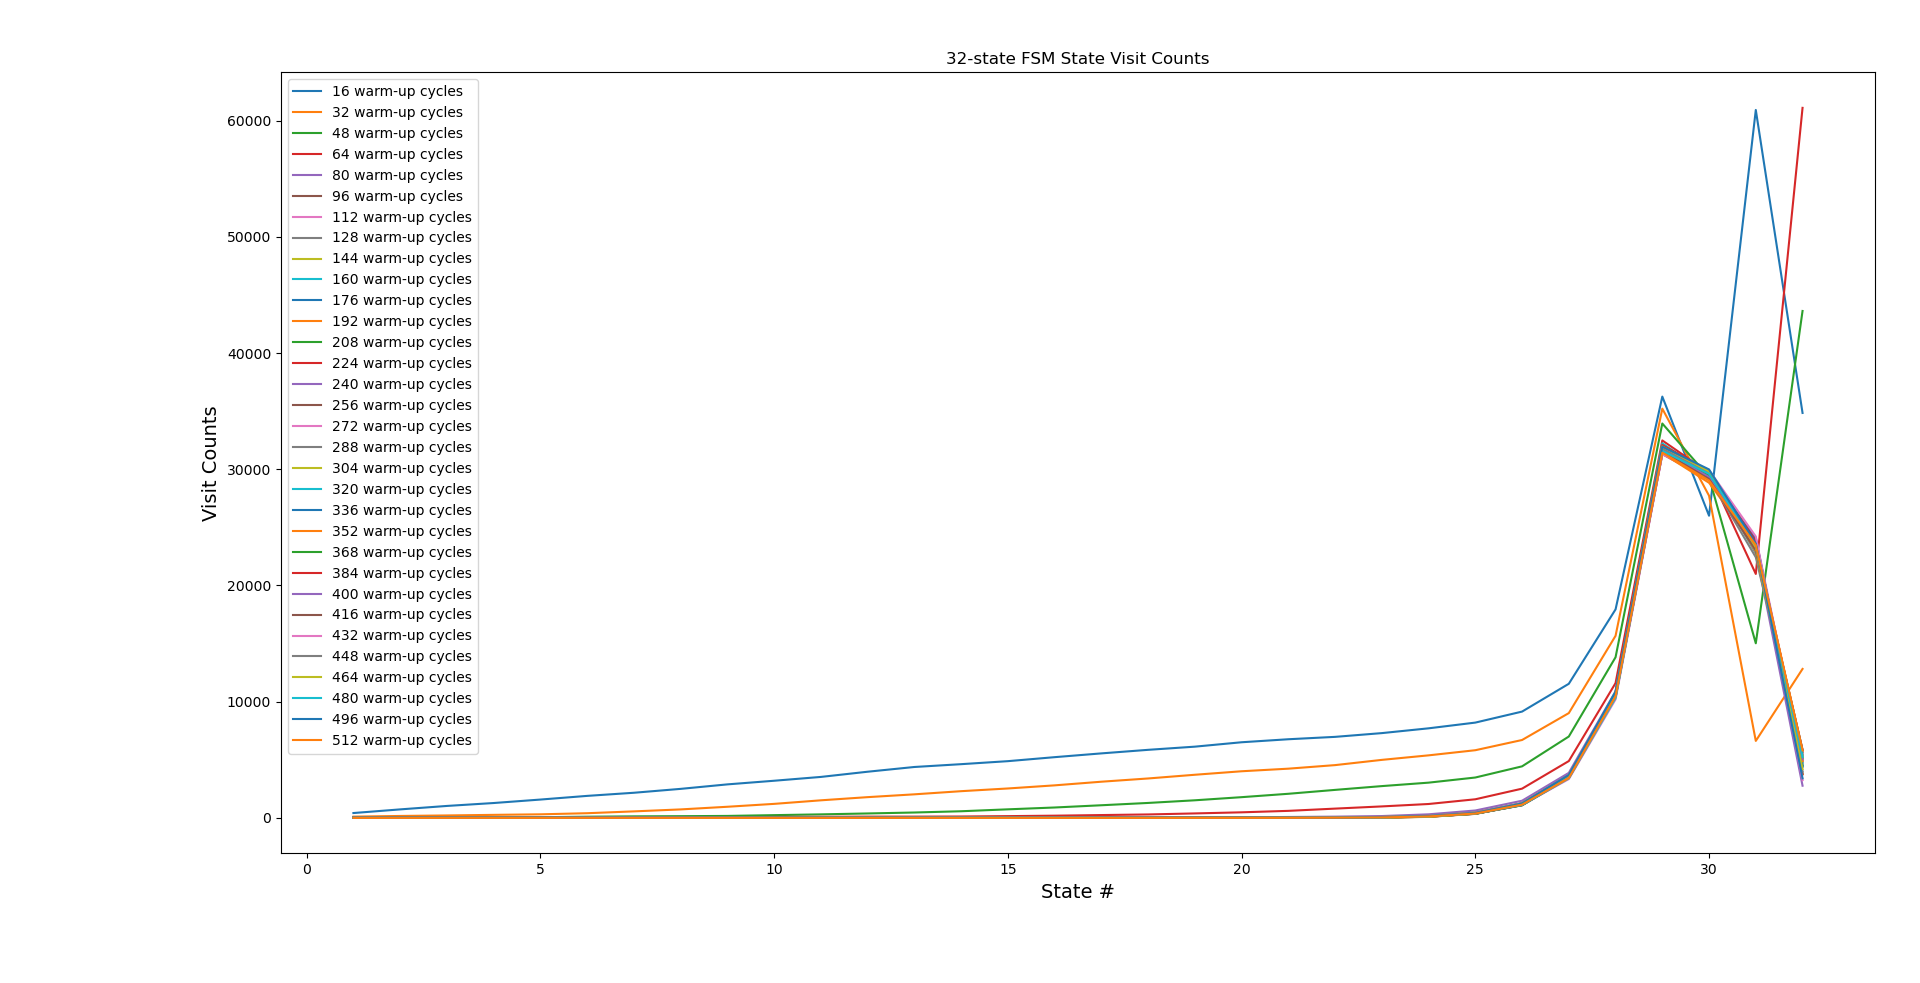 32-state FSM State Visit Counts
16 warm-up cycles
32 warm-up cycles
48 warm-up cycles
64 warm-up cycles
80 warm-up cycles
96 warm-up cycles
112 warm-up cycles
128 warm-up cycles
144 warm-up cycles
160 warm-up cycles
176 warm-up cycles
192 warm-up cycles
208 warm-up cycles
224 warm-up cycles
240 warm-up cycles
256 warm-up cycles
272 warm-up cycles
288 warm-up cycles
304 warm-up cycles
320 warm-up cycles
336 warm-up cycles
352 warm-up cycles
368 warm-up cycles
384 warm-up cycles
400 warm-up cycles
416 warm-up cycles
432 warm-up cycles
448 warm-up cycles
464 warm-up cycles
480 warm-up cycles
496 warm-up cycles
512 warm-up cycles
60000
50000
40000
30000
20000
10000
0
Visit Counts
0 5 10 15 20 25 30
State #